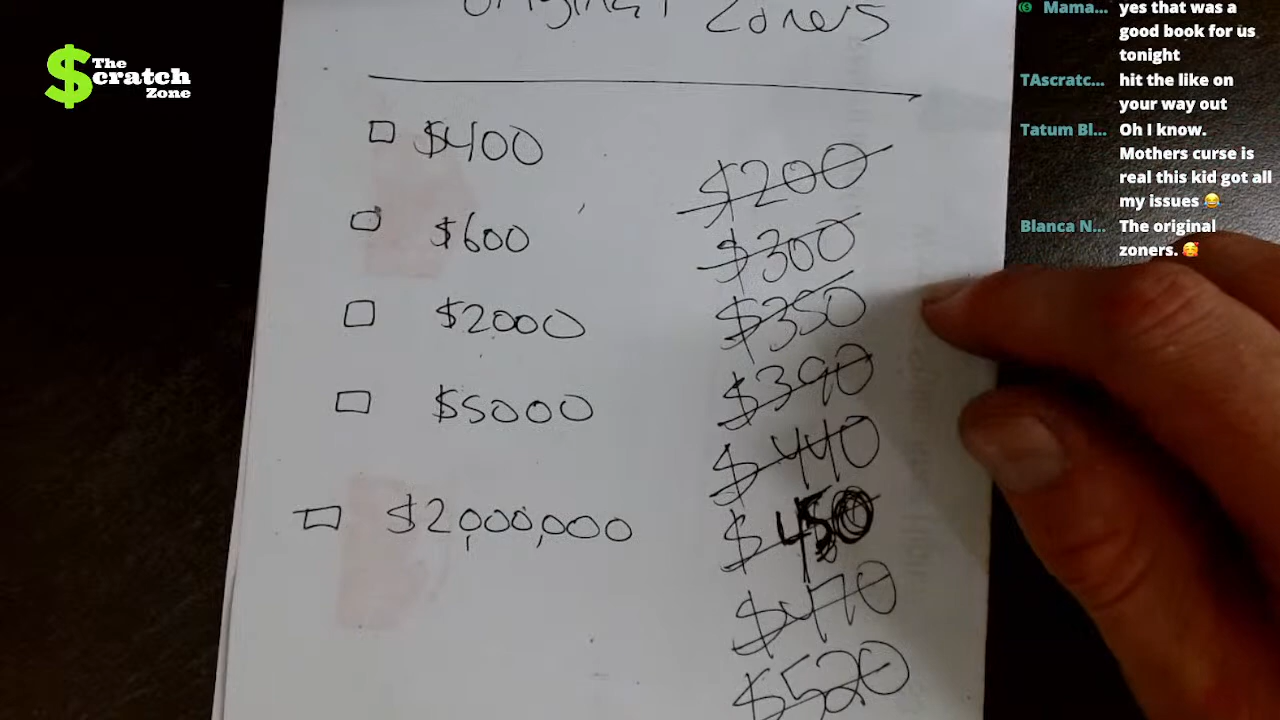 The
$cratch
Zone
Original Zoners
$400
$600
$2000
$5000
$2,000,000
$200
$300
$350
$390
$440
$450
$470
$520
Mama... yes that was a
good book for us
tonight
TAscratc... hit the like on
your way out
Tatum Bl... Oh I know.
Mothers curse is
real this kid got all
my issues 😂
Blanca N... The original
zoners. 🥰